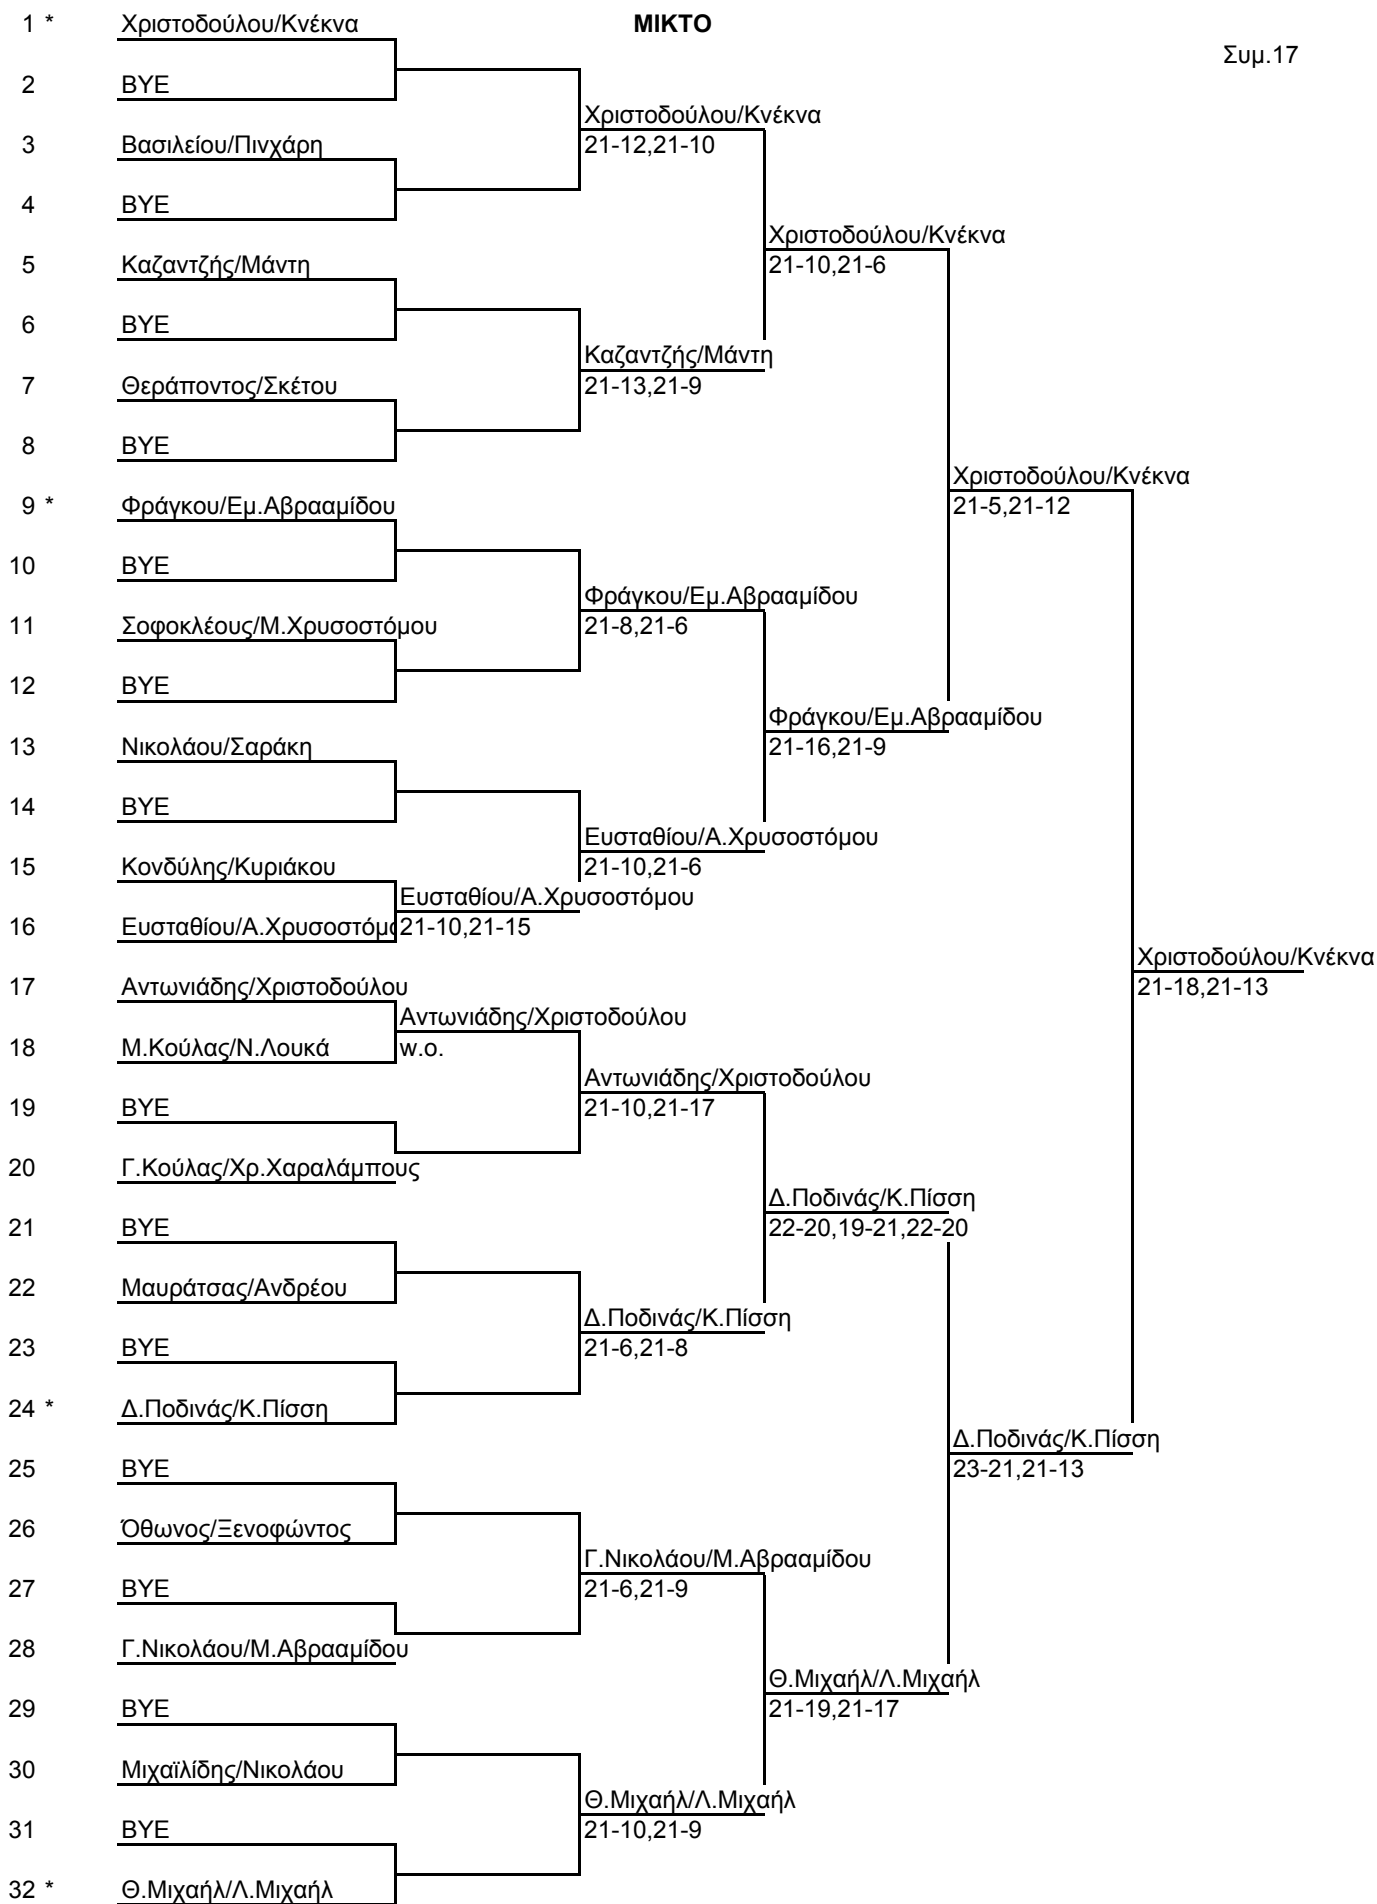 1 * Χριστοδούλου/Κνέκνα ΜΙΚΤΟ
Συμ.17
2 BYE
Χριστοδούλου/Κνέκνα
3 Βασιλείου/Πινχάρη 21-12,21-10
4 BYE
Χριστοδούλου/Κνέκνα
5 Καζαντζής/Μάντη 21-10,21-6
6 BYE
Καζαντζής/Μάντη
7 Θεράποντος/Σκέτου 21-13,21-9
8 BYE
Χριστοδούλου/Κνέκνα
9 * Φράγκου/Εμ.Αβρααμίδου 21-5,21-12
10 BYE
Φράγκου/Εμ.Αβρααμίδου
11 Σοφοκλέους/Μ.Χρυσοστόμου 21-8,21-6
12 BYE
Φράγκου/Εμ.Αβρααμίδου
13 Νικολάου/Σαράκη 21-16,21-9
14 BYE
Ευσταθίου/Α.Χρυσοστόμου
15 Κονδύλης/Κυριάκου 21-10,21-6
Ευσταθίου/Α.Χρυσοστόμου
16 Ευσταθίου/Α.Χρυσοστόμο 21-10,21-15
Χριστοδούλου/Κνέκνα
17 Αντωνιάδης/Χριστοδούλου 21-18,21-13
Αντωνιάδης/Χριστοδούλου
18 Μ.Κούλας/Ν.Λουκά w.o.
Αντωνιάδης/Χριστοδούλου
19 BYE 21-10,21-17
20 Γ.Κούλας/Χρ.Χαραλάμπους
Δ.Ποδινάς/Κ.Πίσση
21 BYE 22-20,19-21,22-20
22 Μαυράτσας/Ανδρέου
Δ.Ποδινάς/Κ.Πίσση
23 BYE 21-6,21-8
24 * Δ.Ποδινάς/Κ.Πίσση
Δ.Ποδινάς/Κ.Πίσση
25 BYE 23-21,21-13
26 Όθωνος/Ξενοφώντος
Γ.Νικολάου/Μ.Αβρααμίδου
27 BYE 21-6,21-9
28 Γ.Νικολάου/Μ.Αβρααμίδου
Θ.Μιχαήλ/Λ.Μιχαήλ
29 BYE 21-19,21-17
30 Μιχαϊλίδης/Νικολάου
Θ.Μιχαήλ/Λ.Μιχαήλ
31 BYE 21-10,21-9
32 * Θ.Μιχαήλ/Λ.Μιχαήλ